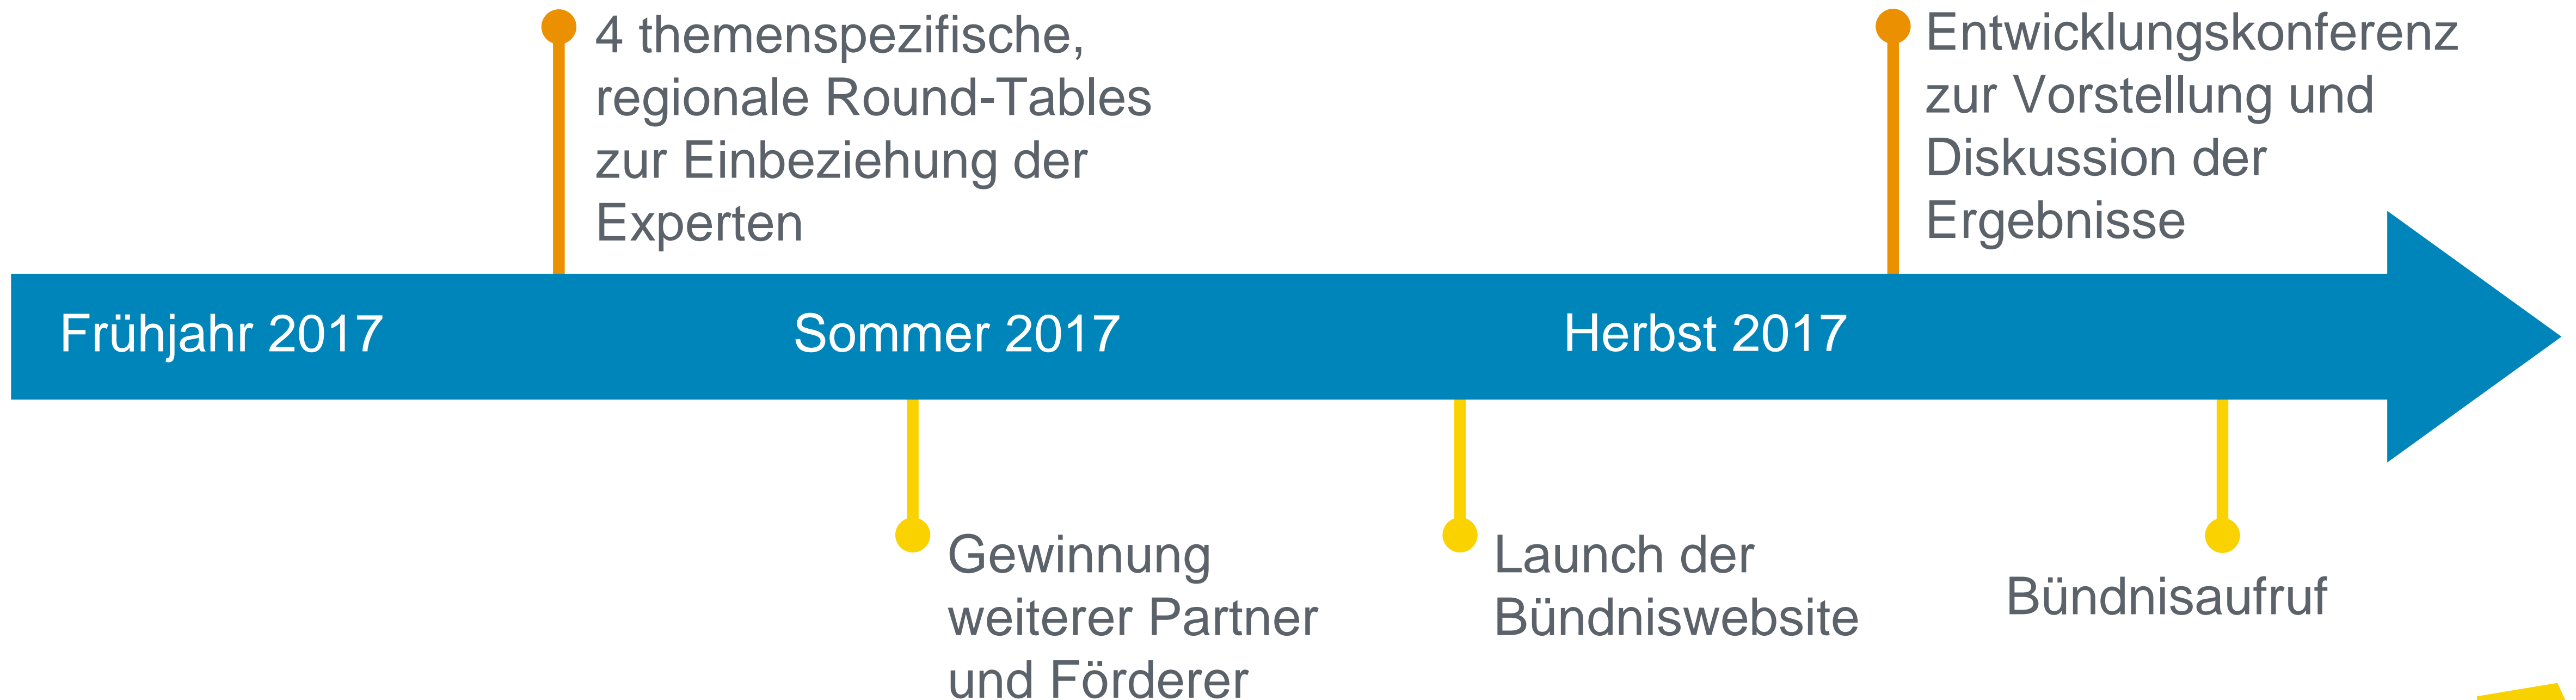 4 themenspezifische,
regionale Round-Tables
zur Einbeziehung der
Experten
Entwicklungskonferenz
zur Vorstellung und
Diskussion der
Ergebnisse
Frühjahr 2017
Sommer 2017
Herbst 2017
Gewinnung
weiterer Partner
und Förderer
Launch der
Bündniswebsite
Bündnisaufruf